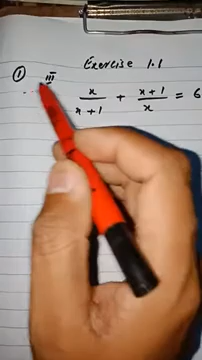 Exercise 1.1
① III
x/(x+1) + (x+1)/x = 6